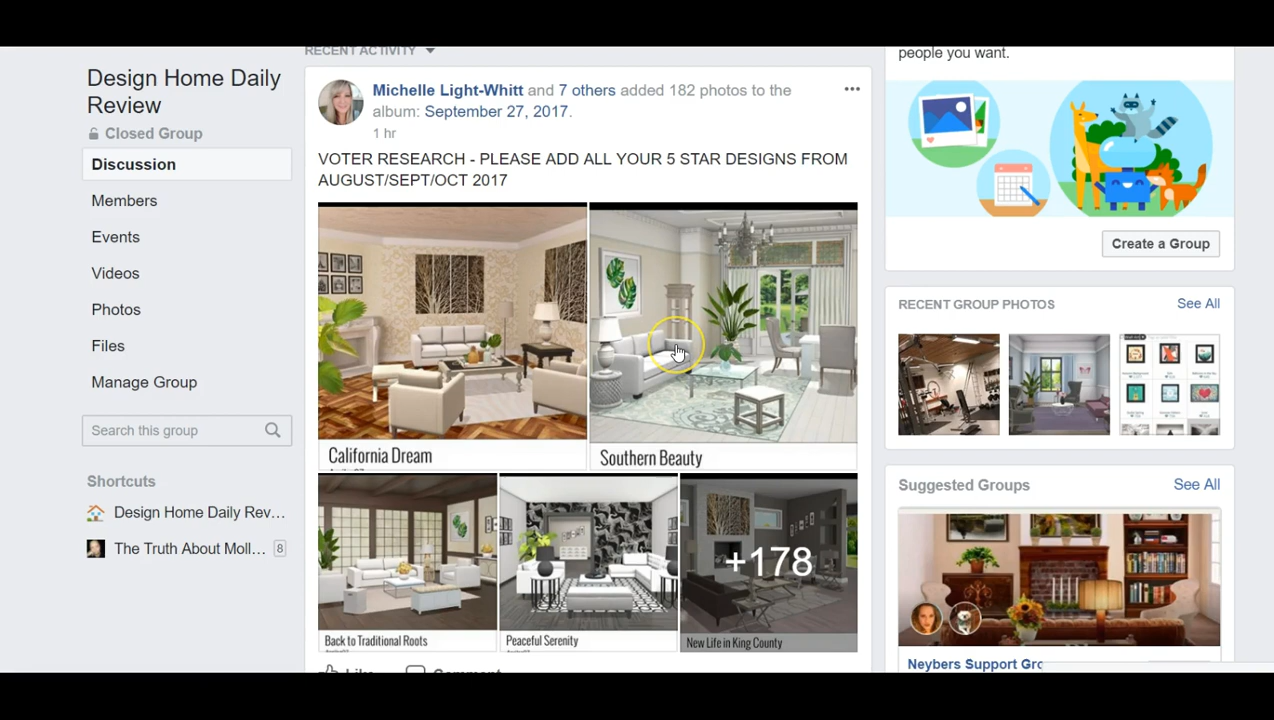 RECENT ACTIVITY
Design Home Daily
Review
Closed Group
Discussion
Members
Events
Videos
Photos
Files
Manage Group
Search this group
Shortcuts
Design Home Daily Rev...
The Truth About Moll...
8
Michelle Light-Whitt and 7 others added 182 photos to the
album: September 27, 2017.
1 hr
VOTER RESEARCH - PLEASE ADD ALL YOUR 5 STAR DESIGNS FROM
AUGUST/SEPT/OCT 2017
California Dream
Southern Beauty
Back to Traditional Roots
Peaceful Serenity
New Life in King County
+178
Like
Comment
people you want.
Create a Group
RECENT GROUP PHOTOS
See All
Suggested Groups
See All
Neybers Support Gro